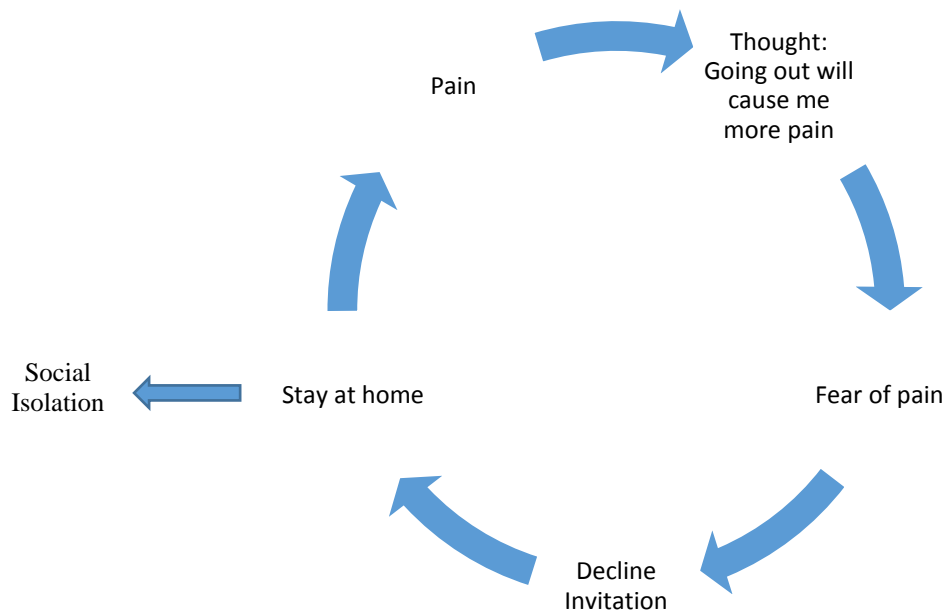 Pain
Thought:
Going out will
cause me
more pain
Fear of pain
Decline
Invitation
Stay at home
Social
Isolation